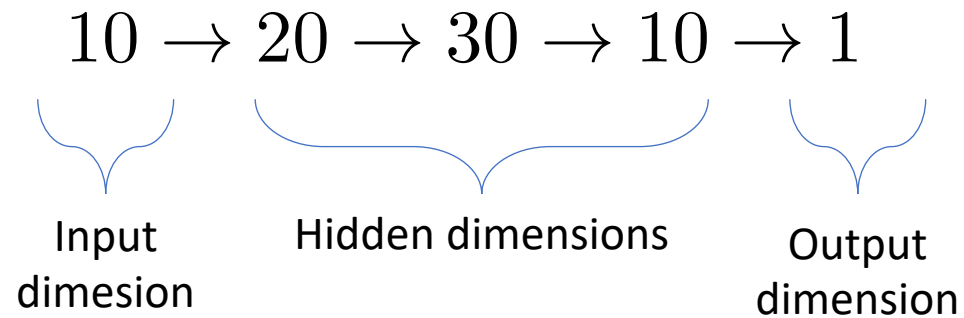 10 → 20 → 30 → 10 → 1
Input
dimesion
Hidden dimensions
Output
dimension